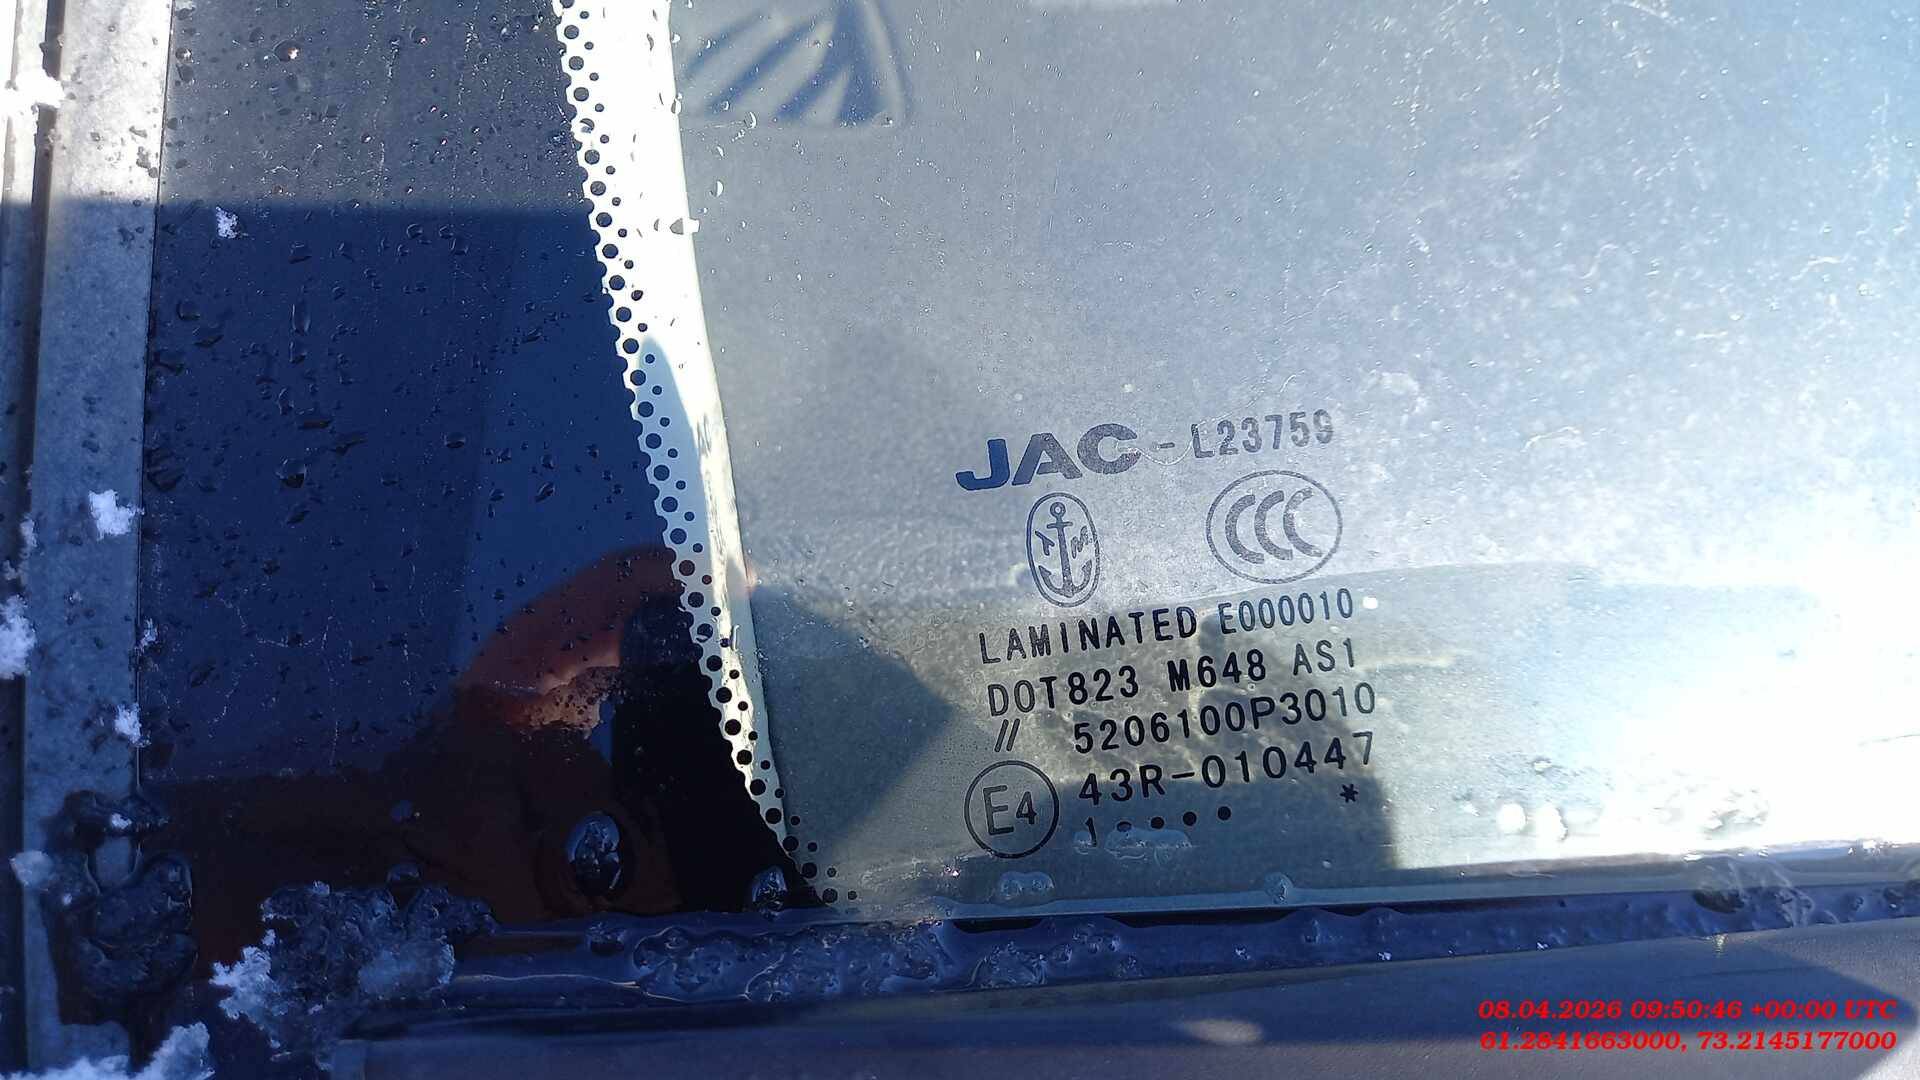 JAC-L23759
Y M
CCC
LAMINATED E000010
DOT823 M648 AS1
// 5206100P3010
E4 43R-010447
1 •••• *
08.04.2026 09:50:46 +00:00 UTC
61.2841663000, 73.2145177000